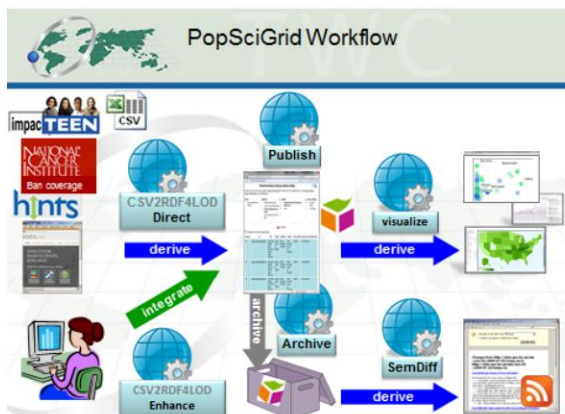 PopSciGrid Workflow
TWC
impacTEEN
CSV
NATIONAL
CANCER
INSTITUTE
Ban coverage
hints
CSV2RDF4LOD
Direct
Publish
visualize
derive
derive
integrate
archive
Archive
SemDiff
CSV2RDF4LOD
Enhance
derive